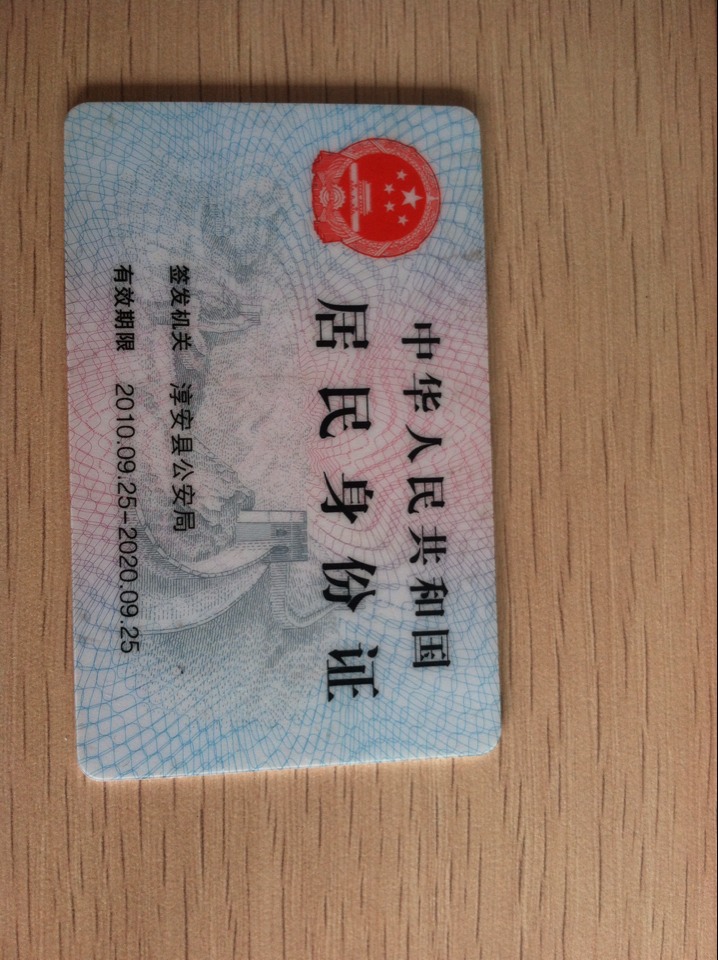 中华人民共和国
居民身份证
签发机关 淳安县公安局
有效期限 2010.09.25-2020.09.25